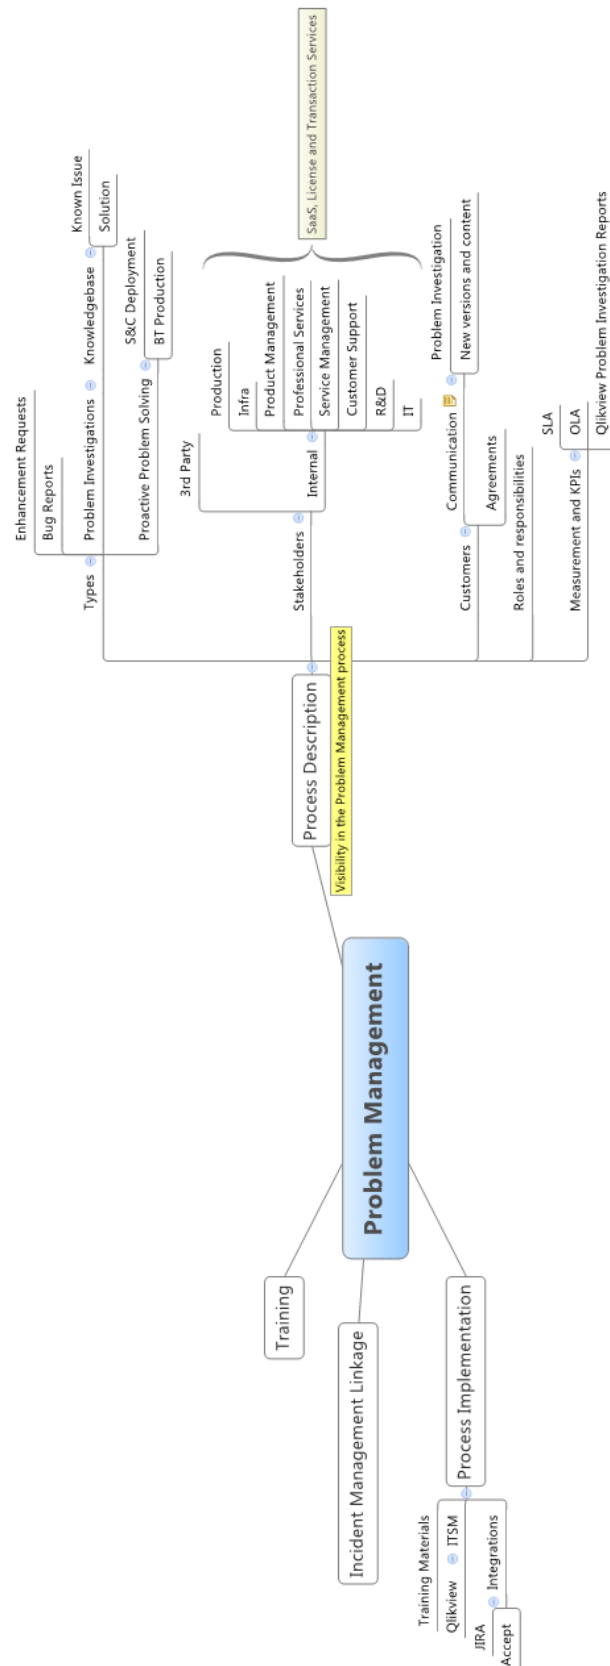 Problem Management
Process Description
Visibility in the Problem Management process
Types
Enhancement Requests
Bug Reports
Problem Investigations
Knowledgebase
Known Issue
Solution
Proactive Problem Solving
S&C Deployment
BT Production
Stakeholders
3rd Party
Internal
Production
Infra
Product Management
Professional Services
Service Management
Customer Support
R&D
IT
SaaS, License and Transaction Services
Customers
Communication
Problem Investigation
New versions and content
Agreements
Roles and responsibilities
Measurement and KPIs
SLA
OLA
Qlikview Problem Investigation Reports
Training
Incident Management Linkage
Process Implementation
Training Materials
ITSM
Qlikview
Integrations
JIRA
Accept